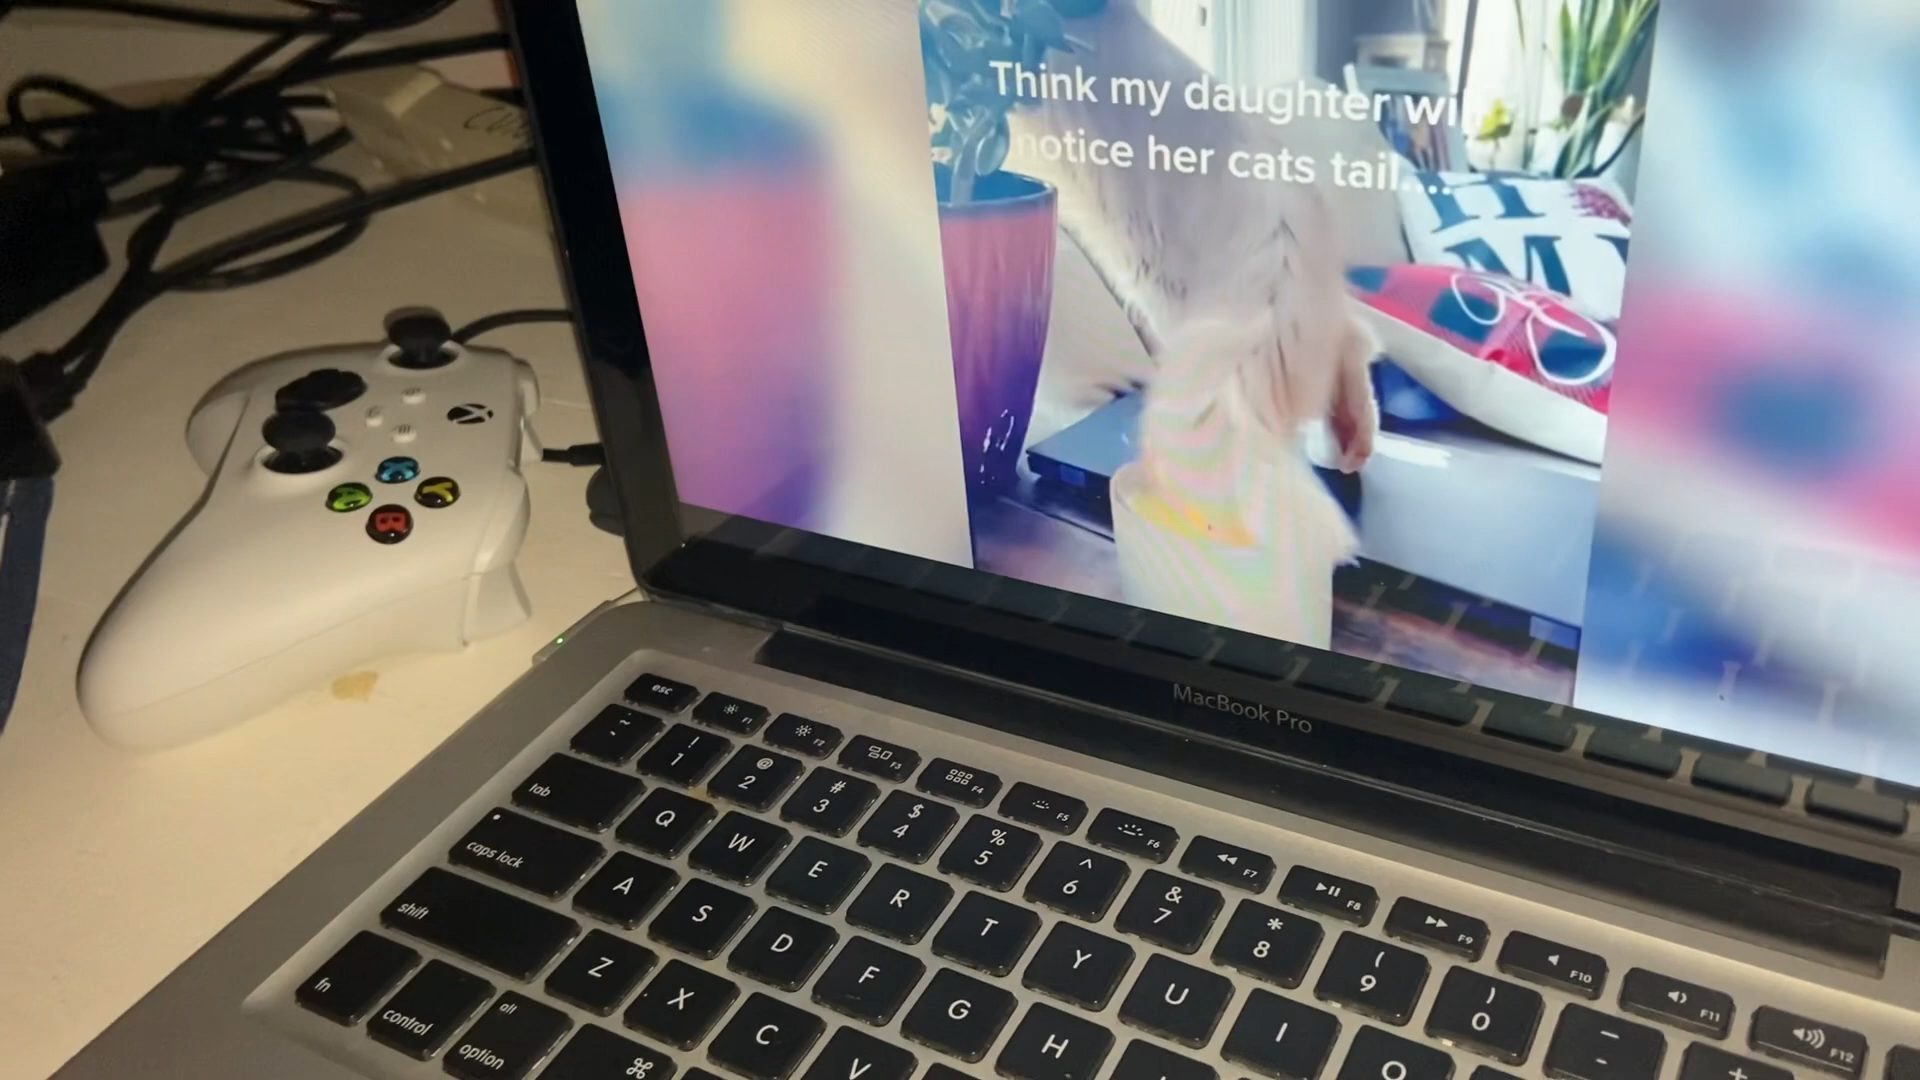 Think my daughter wil
notice her cats tail....
MacBook Pro
esc F1 F2 F3 F4 F5 F6 F7 F8 F9 F10 F11 F12
~ ` ! 1 @ 2 # 3 $ 4 % 5 ^ 6 & 7 * 8 ( 9 ) 0 - +
tab Q W E R T Y U I O
caps lock A S D F G H
shift Z X C V
fn control alt option ⌘
X
A Y
B